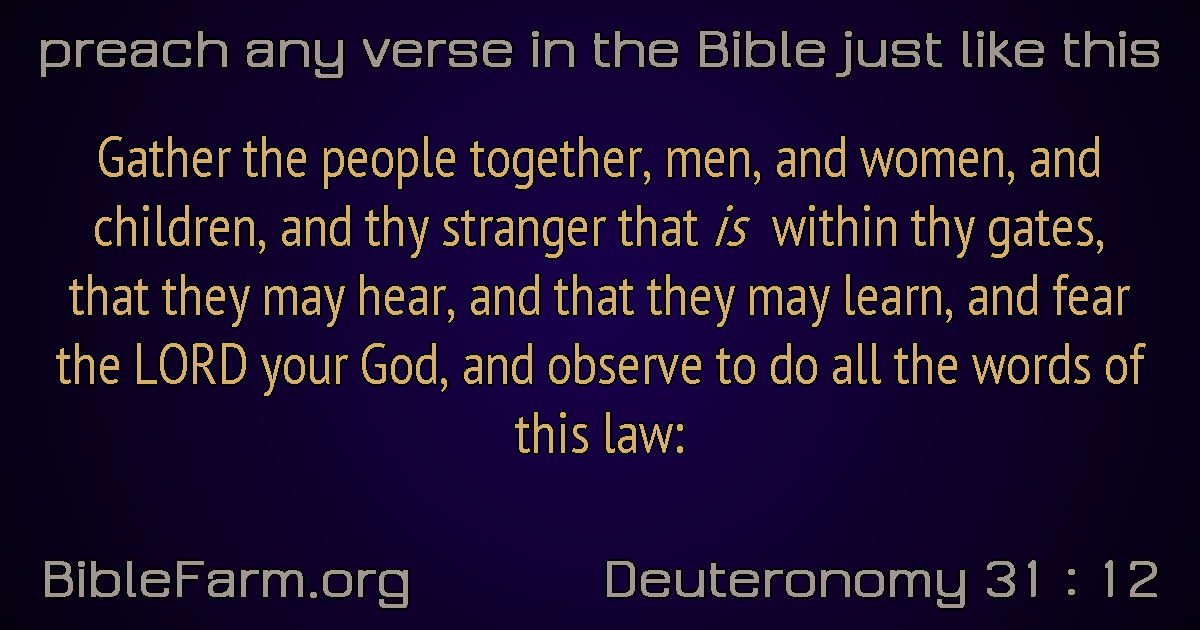 preach any verse in the Bible just like this
Gather the people together, men, and women, and
children, and thy stranger that is within thy gates,
that they may hear, and that they may learn, and fear
the LORD your God, and observe to do all the words of
this law:
BibleFarm.org
Deuteronomy 31 : 12